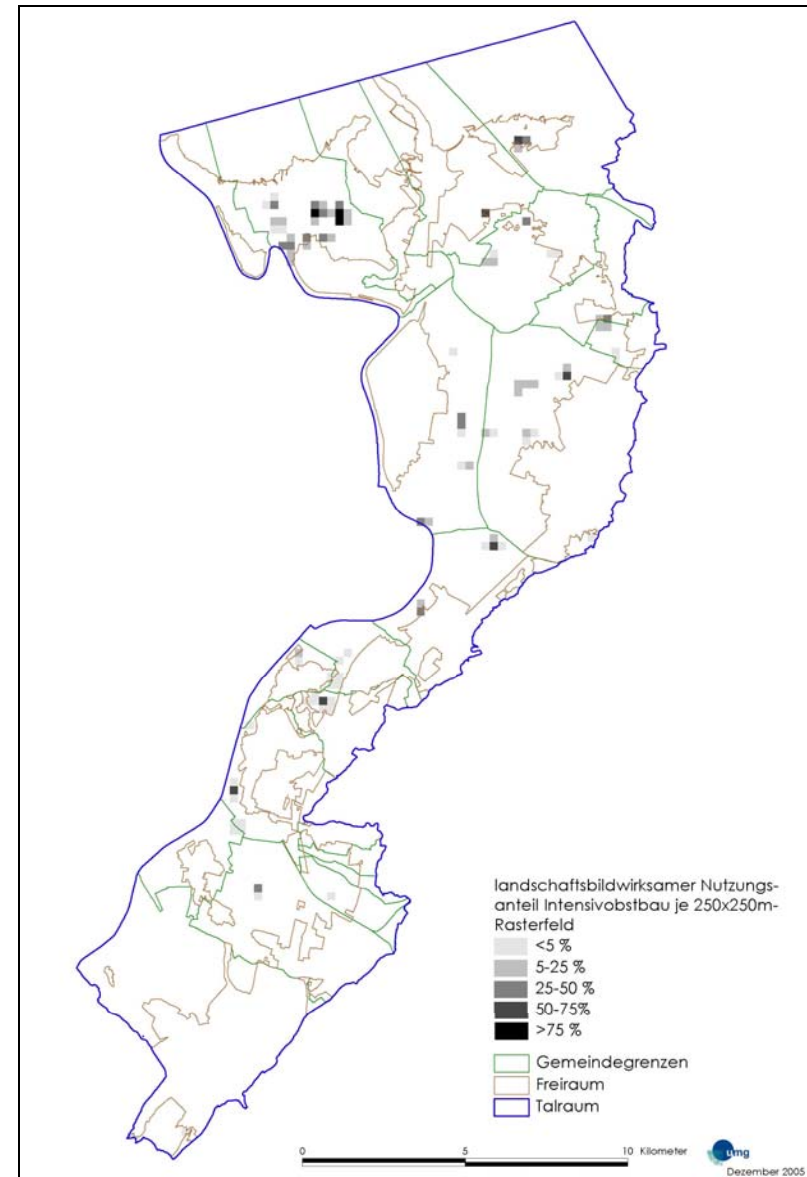 landschaftsbildwirksamer Nutzungs-
anteil Intensivobstbau je 250x250m-
Rasterfeld
<5 %
5-25 %
25-50 %
50-75%
>75 %
Gemeindegrenzen
Freiraum
Talraum
0 5 10 Kilometer
umg
Dezember 2005